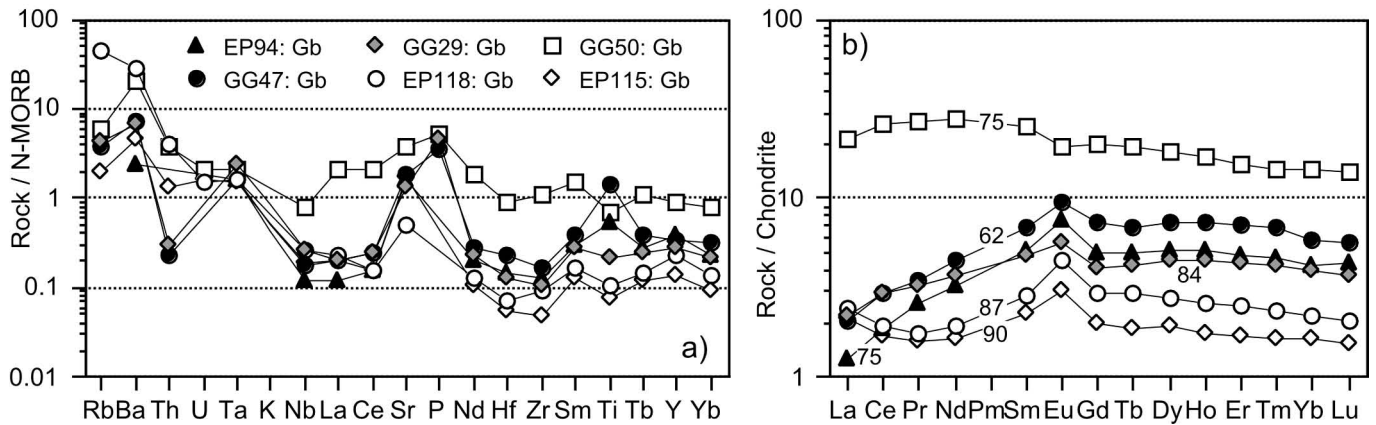 100
10
1
0.1
0.01
Rock / N-MORB
EP94: Gb GG29: Gb GG50: Gb
GG47: Gb EP118: Gb EP115: Gb
a)
Rb Ba Th U Ta K Nb La Ce Sr P Nd Hf Zr Sm Ti Tb Y Yb
100
10
1
Rock / Chondrite
b)
75
62
84
87
90
75
La Ce Pr Nd Pm Sm Eu Gd Tb Dy Ho Er Tm Yb Lu